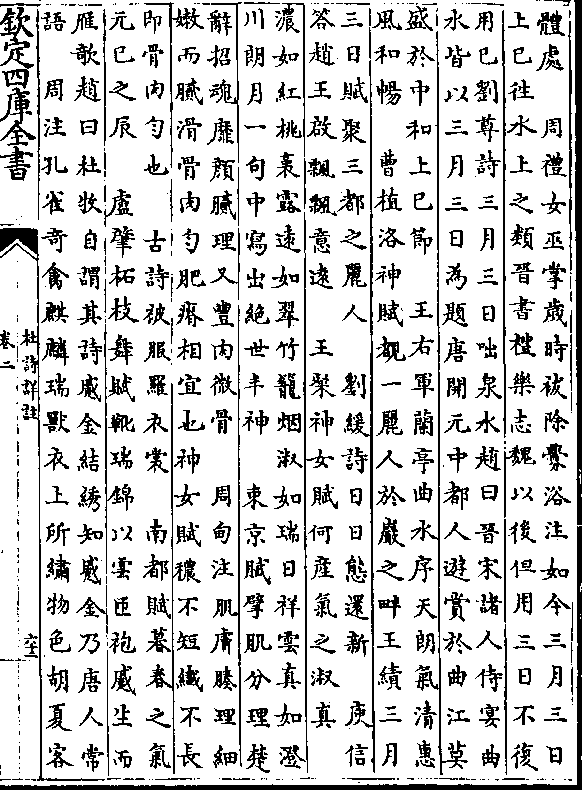 體處　周禮女巫掌歲時祓除釁浴注如今三月三日
上巳往水上之類晉書禮樂志魏以後但用三日不復
用巳劉尊詩三月三日咄泉水趙曰晉宋諸人侍宴曲
水皆以三月三日為題唐開元中都人遊賞於曲江莫
盛於中和上巳節　王右軍蘭亭曲水序天朗氣清惠
風和暢　曹植洛神賦覩一麗人於巖之畔王績三月
三日賦聚三都之麗人　劉緩詩日日態還新　庾信
答趙王啟飄飄意遠　王粲神女賦何産氣之淑真
濃如紅桃裛露遠如翠竹籠烟淑如瑞日祥雲真如澄
川朗月一句中寫出絕世丰神　東京賦擘肌分理楚
辭招魂靡顏膩理又豐肉微骨　周甸注肌膚腠理細
嫩而膩滑骨肉勻肥瘠相宜也神女賦穠不短纖不長
即骨肉勻也　古詩被服羅衣裳　南都賦暮春之氣
元巳之辰　盧肇柘枝舞賦靴瑞錦以雲匝袍蹙生而
雁歌趙曰杜牧自謂其詩蹙金結綉知蹙金乃唐人常
語　周注孔雀竒禽麒麟瑞獸衣上所繡物色胡夏客
欽定四庫全書
杜詩詳註
卷二
六十五